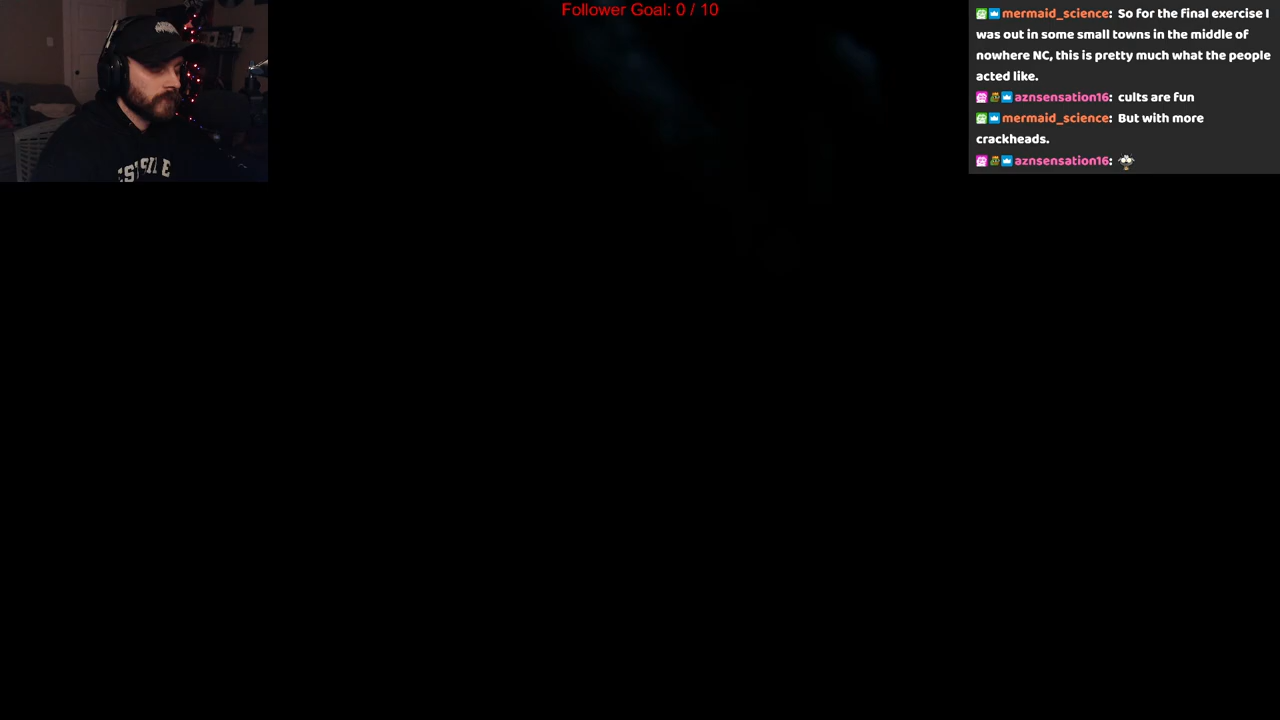 Follower Goal: 0 / 10
mermaid_science: So for the final exercise I
was out in some small towns in the middle of
nowhere NC, this is pretty much what the people
acted like.
aznsensation16: cults are fun
mermaid_science: But with more
crackheads.
aznsensation16: